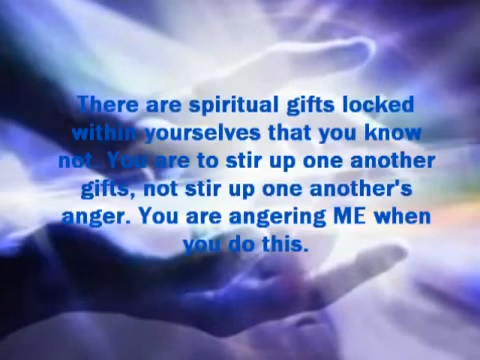 There are spiritual gifts locked
within yourselves that you know
not. You are to stir up one another
gifts, not stir up one another's
anger. You are angering ME when
you do this.